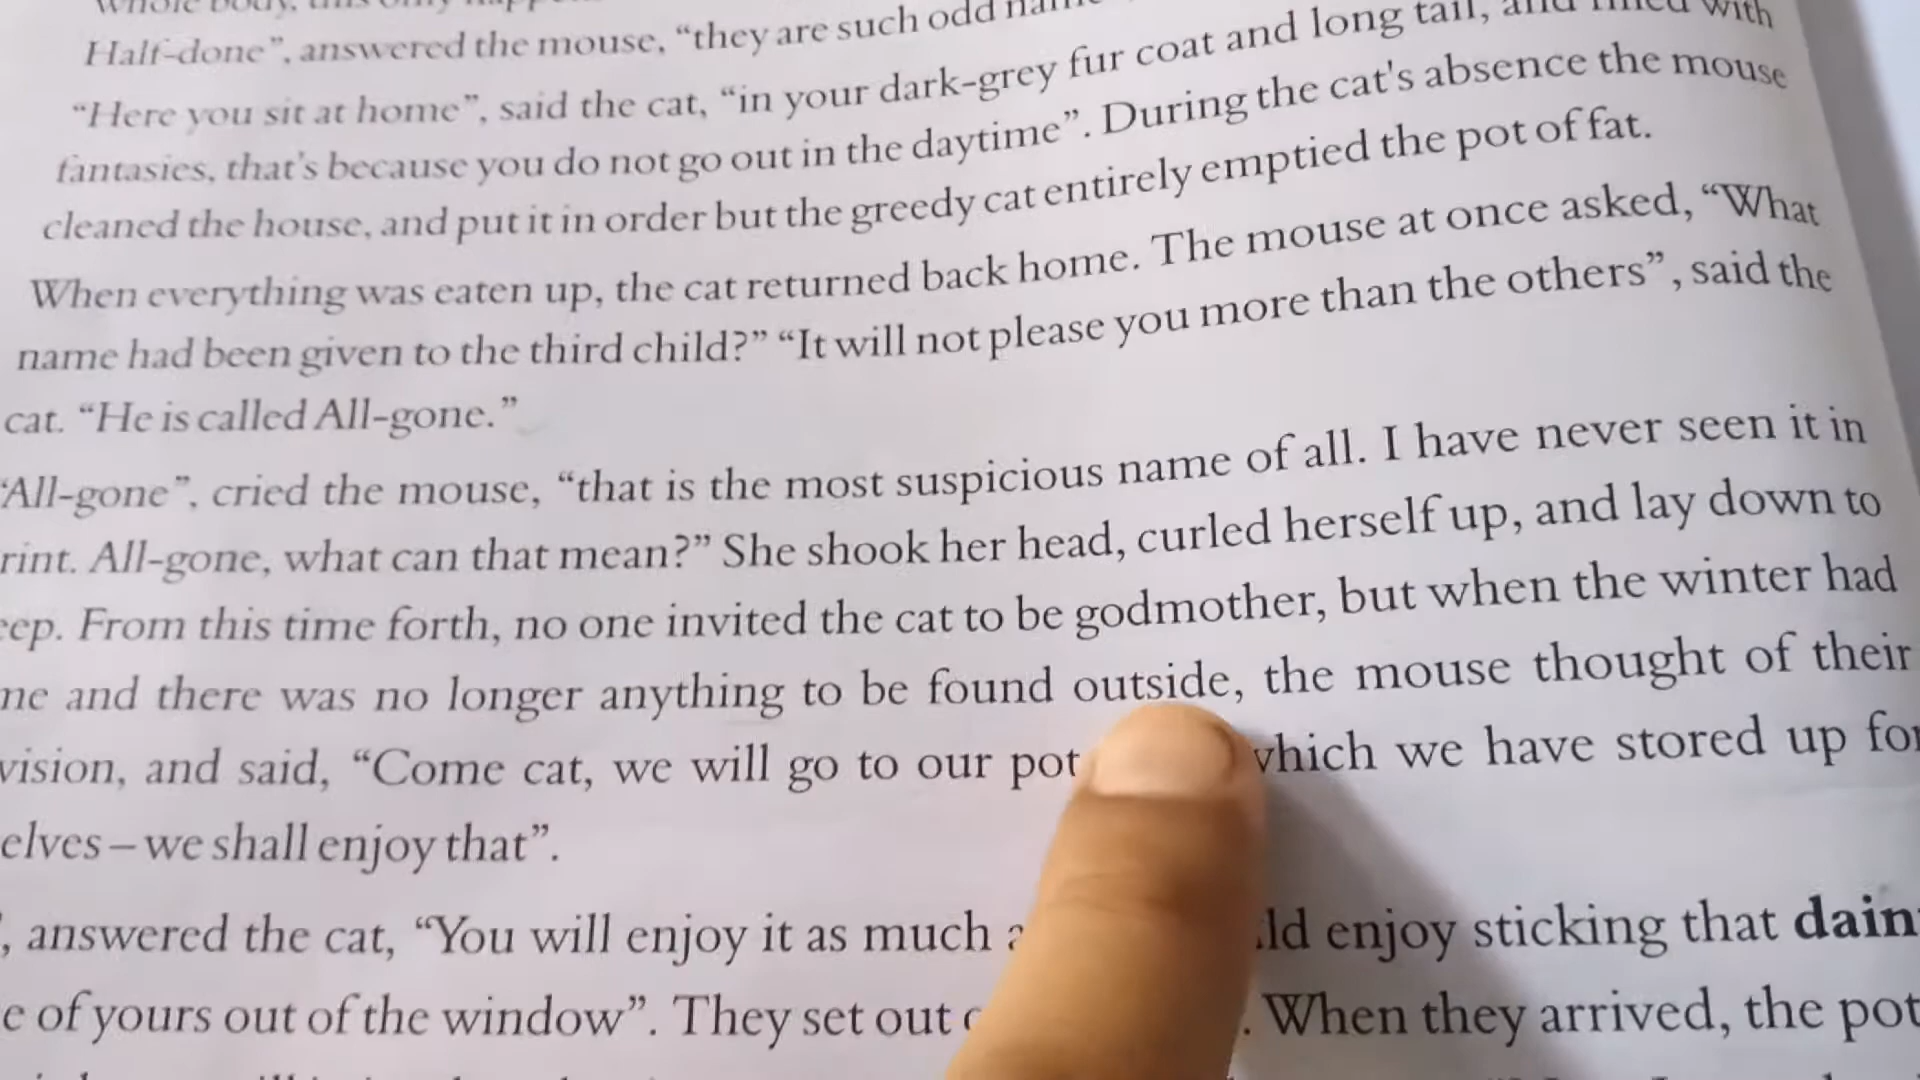 Half-done”, answered the mouse, “they are such odd
“Here you sit at home”, said the cat, “in your dark-grey fur coat and long tail, and filled with
fantasies, that's because you do not go out in the daytime”. During the cat's absence the mouse
cleaned the house, and put it in order but the greedy cat entirely emptied the pot of fat.
When everything was eaten up, the cat returned back home. The mouse at once asked, “What
name had been given to the third child?” “It will not please you more than the others”, said the
cat. “He is called All-gone.”
“All-gone”, cried the mouse, “that is the most suspicious name of all. I have never seen it in
rint. All-gone, what can that mean?” She shook her head, curled herself up, and lay down to
eep. From this time forth, no one invited the cat to be godmother, but when the winter had
me and there was no longer anything to be found outside, the mouse thought of their
vision, and said, “Come cat, we will go to our pot which we have stored up for
elves – we shall enjoy that”.
, answered the cat, “You will enjoy it as much enjoy sticking that dain
e of yours out of the window”. They set out . When they arrived, the pot